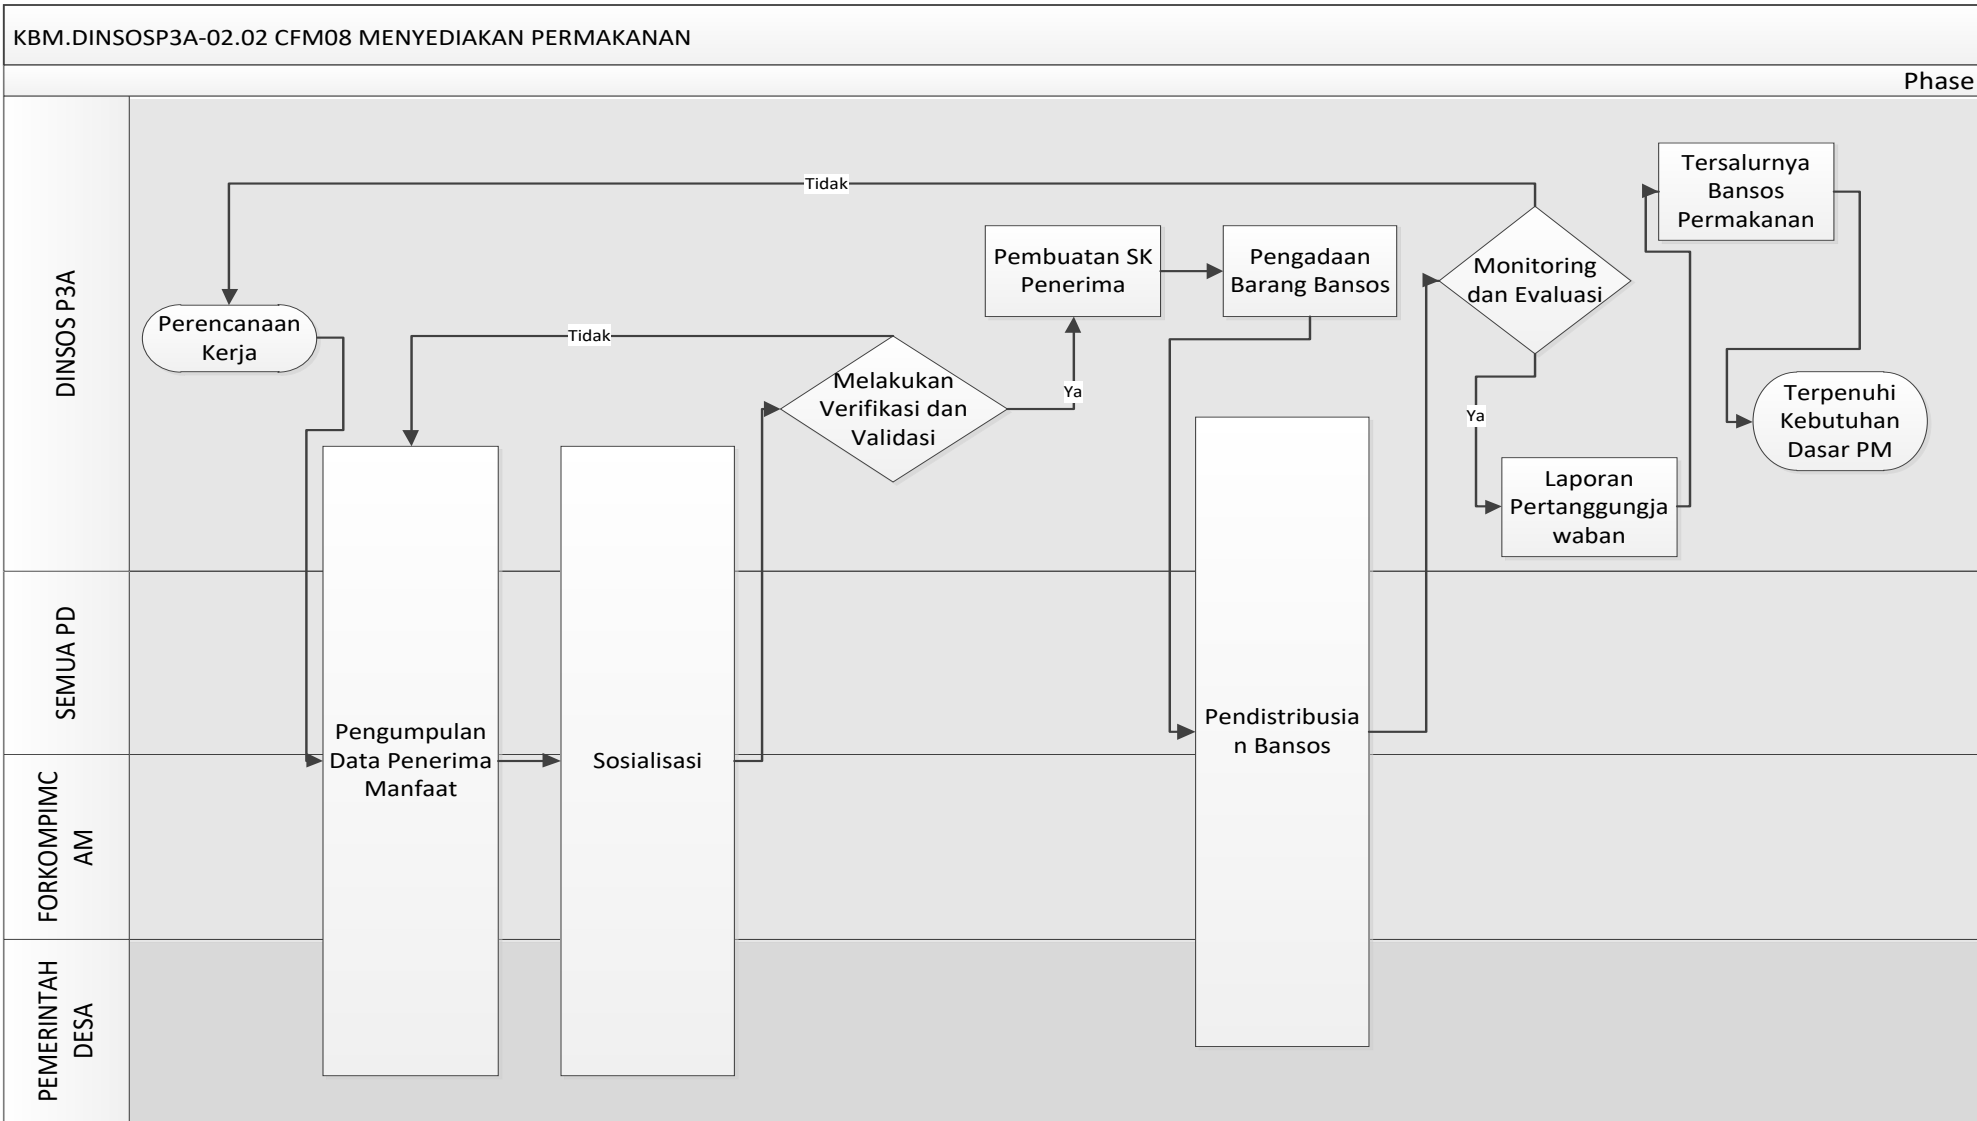 KBM.DINSOSP3A-02.02 CFM08 MENYEDIAKAN PERMAKANAN
Phase
DINSOS P3A
Perencanaan
Kerja
Tidak
Tidak
Melakukan
Verifikasi dan
Validasi
Ya
Pembuatan SK
Penerima
Pengadaan
Barang Bansos
Monitoring
dan Evaluasi
Ya
Laporan
Pertanggungja
waban
Tersalurnya
Bansos
Permakanan
Terpenuhi
Kebutuhan
Dasar PM
SEMUA PD
Pengumpulan
Data Penerima
Manfaat
Sosialisasi
Pendistribusia
n Bansos
FORKOMPIMC
AM
PEMERINTAH
DESA